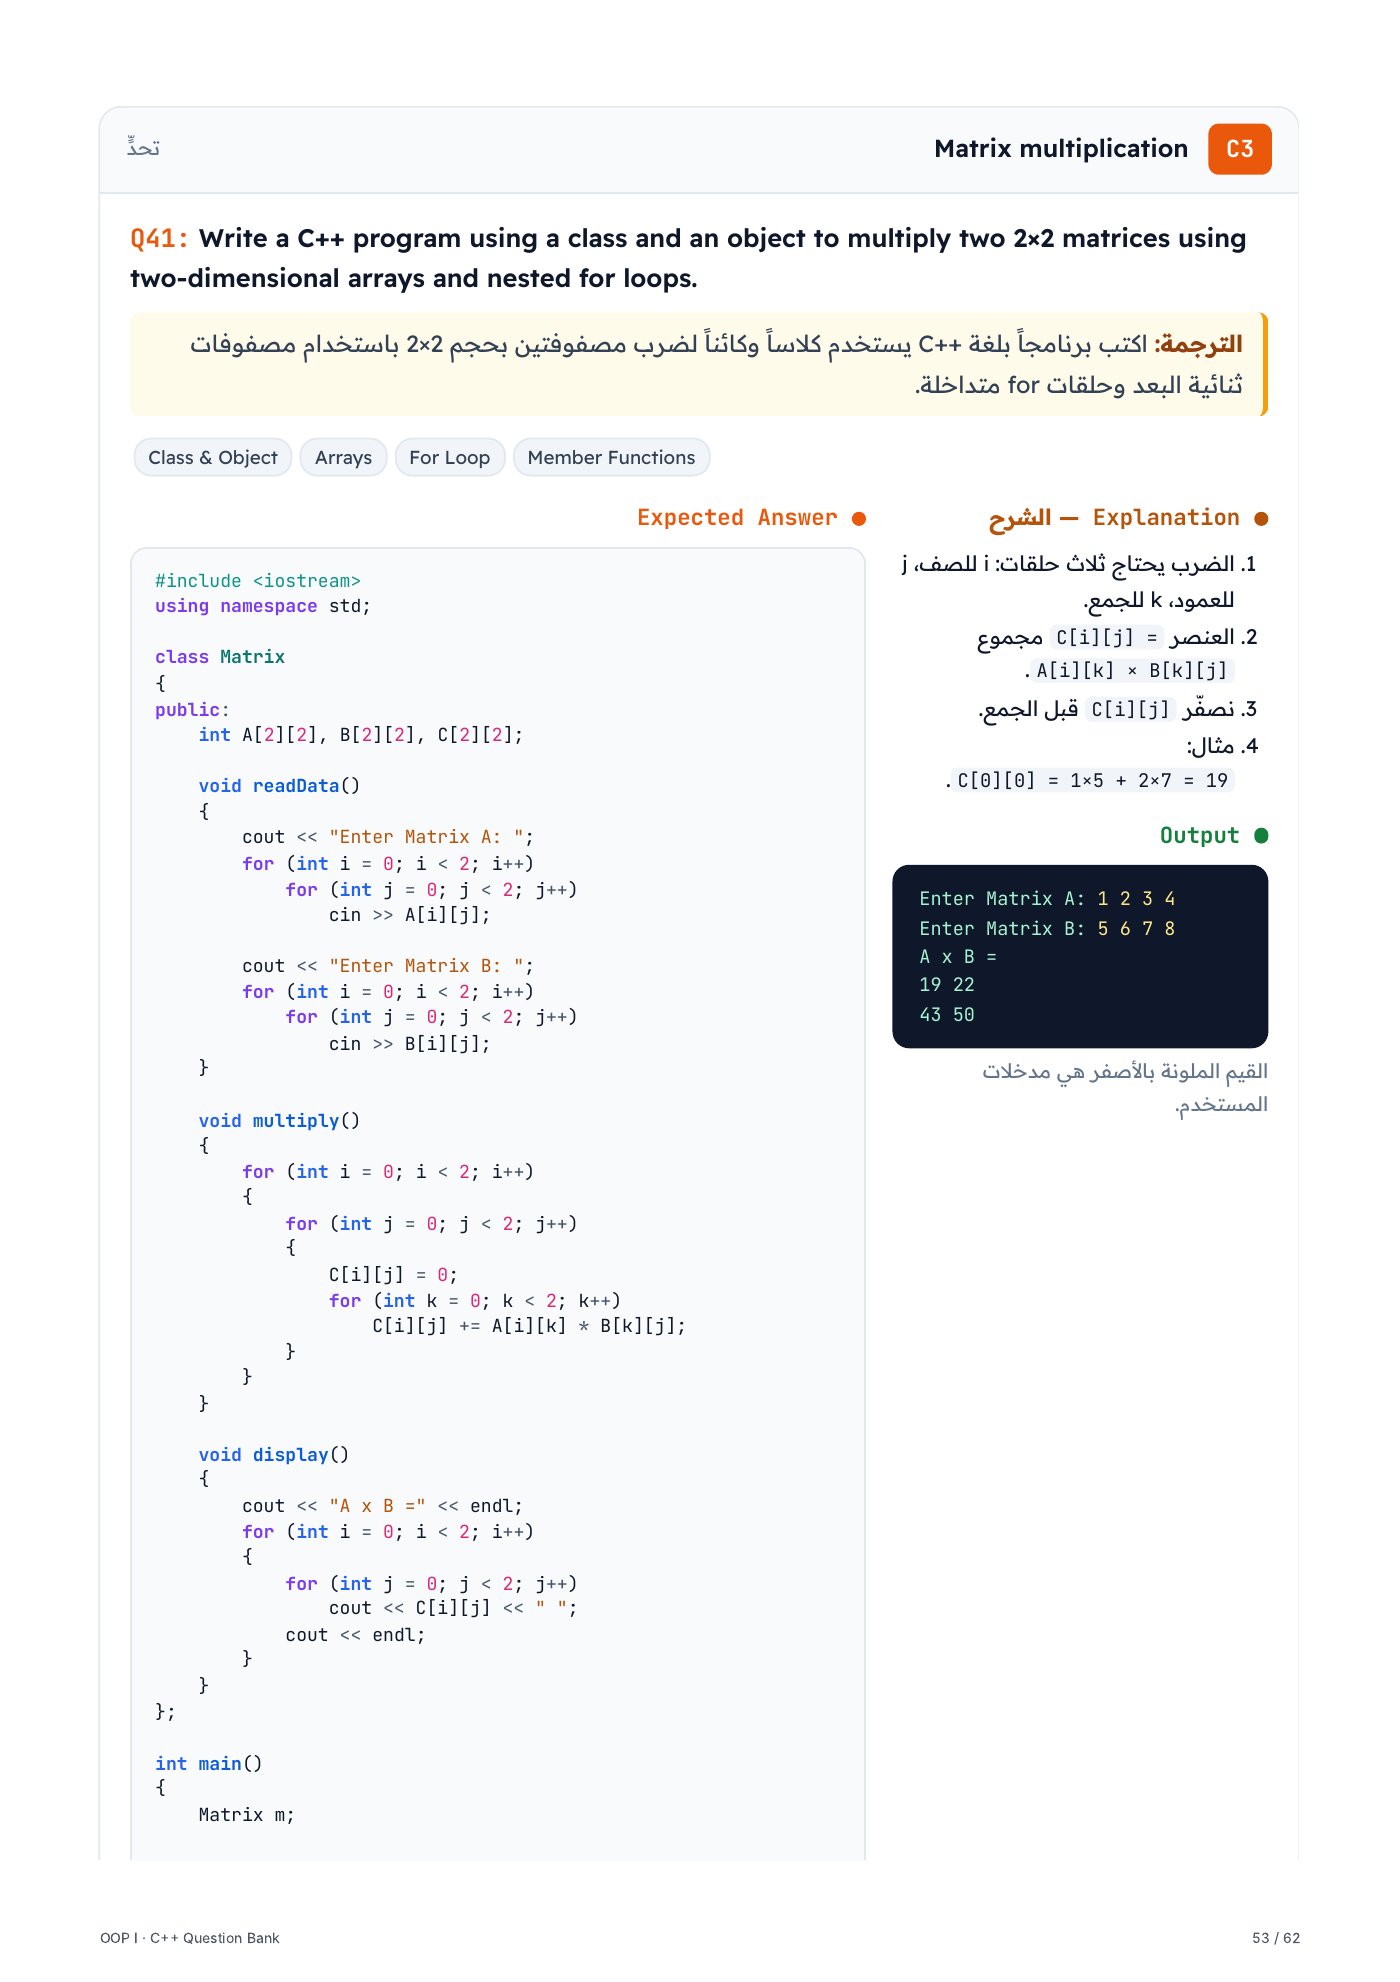 Matrix multiplication C3
تحدٍّ
Q41: Write a C++ program using a class and an object to multiply two 2×2 matrices using
two-dimensional arrays and nested for loops.
الترجمة: اكتب برنامجاً بلغة C++ يستخدم كلاساً وكائناً لضرب مصفوفتين بحجم 2×2 باستخدام مصفوفات
ثنائية البعد وحلقات for متداخلة.
Class & Object
Arrays
For Loop
Member Functions
Explanation — الشرح
1. الضرب يحتاج ثلاث حلقات: i للصف، j
للعمود، k للجمع.
2. العنصر C[i][j] = مجموع
A[i][k] × B[k][j].
3. نصفّر C[i][j] قبل الجمع.
4. مثال:
C[0][0] = 1×5 + 2×7 = 19.
Output
Enter Matrix A: 1 2 3 4
Enter Matrix B: 5 6 7 8
A x B =
19 22
43 50
القيم الملونة بالأصفر هي مدخلات
المستخدم.
Expected Answer
#include <iostream>
using namespace std;
class Matrix
{
public:
    int A[2][2], B[2][2], C[2][2];
    void readData()
    {
        cout << "Enter Matrix A: ";
        for (int i = 0; i < 2; i++)
            for (int j = 0; j < 2; j++)
                cin >> A[i][j];
        cout << "Enter Matrix B: ";
        for (int i = 0; i < 2; i++)
            for (int j = 0; j < 2; j++)
                cin >> B[i][j];
    }
    void multiply()
    {
        for (int i = 0; i < 2; i++)
        {
            for (int j = 0; j < 2; j++)
            {
                C[i][j] = 0;
                for (int k = 0; k < 2; k++)
                    C[i][j] += A[i][k] * B[k][j];
            }
        }
    }
    void display()
    {
        cout << "A x B =" << endl;
        for (int i = 0; i < 2; i++)
        {
            for (int j = 0; j < 2; j++)
                cout << C[i][j] << " ";
            cout << endl;
        }
    }
};
int main()
{
    Matrix m;
OOP I · C++ Question Bank
53 / 62